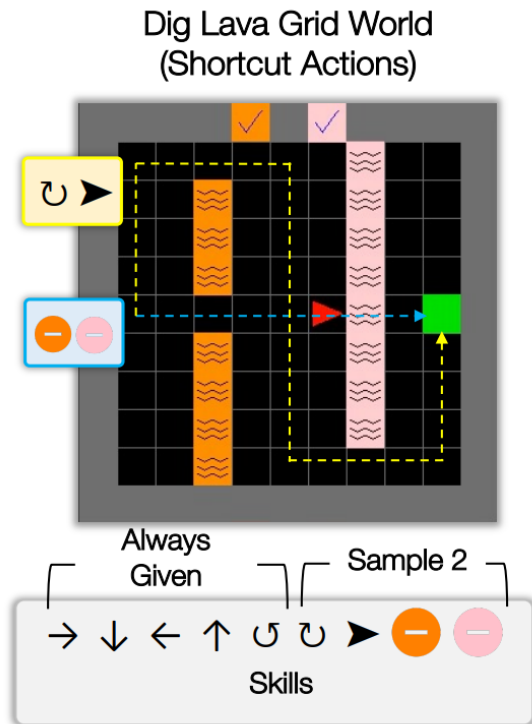 Dig Lava Grid World
(Shortcut Actions)
Always
Given
Sample 2
Skills